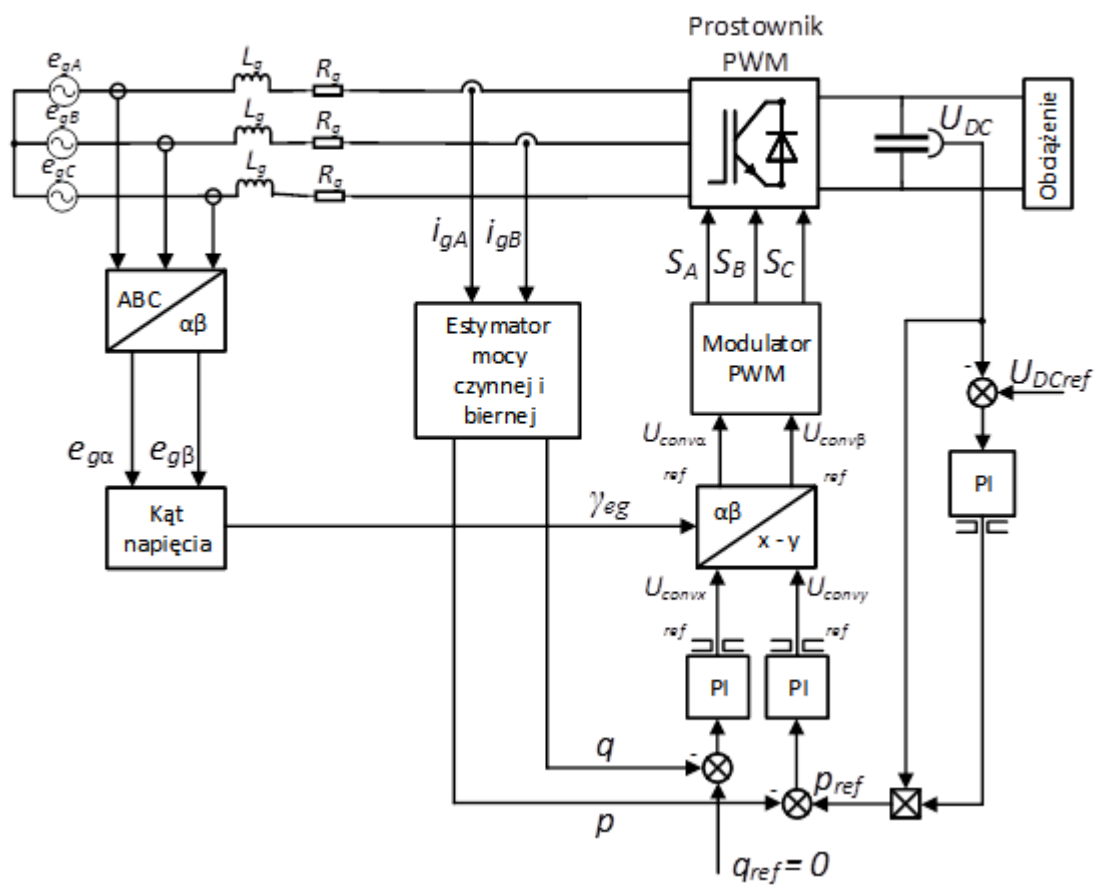 Prostownik
PWM
e_gA
L_g
R_g
e_gB
L_g
R_g
e_gC
L_g
R_g
U_DC
Obciążenie
i_gA
i_gB
S_A
S_B
S_C
ABC
αβ
Estymator
mocy
czynnej i
biernej
Modulator
PWM
-
U_DCref
e_gα
e_gβ
U_convα
ref
U_convβ
ref
PI
Kąt
napięcia
γ_eg
αβ
x - y
U_convx
ref
U_convy
ref
PI
PI
q
-
p
-
p_ref
q_ref = 0